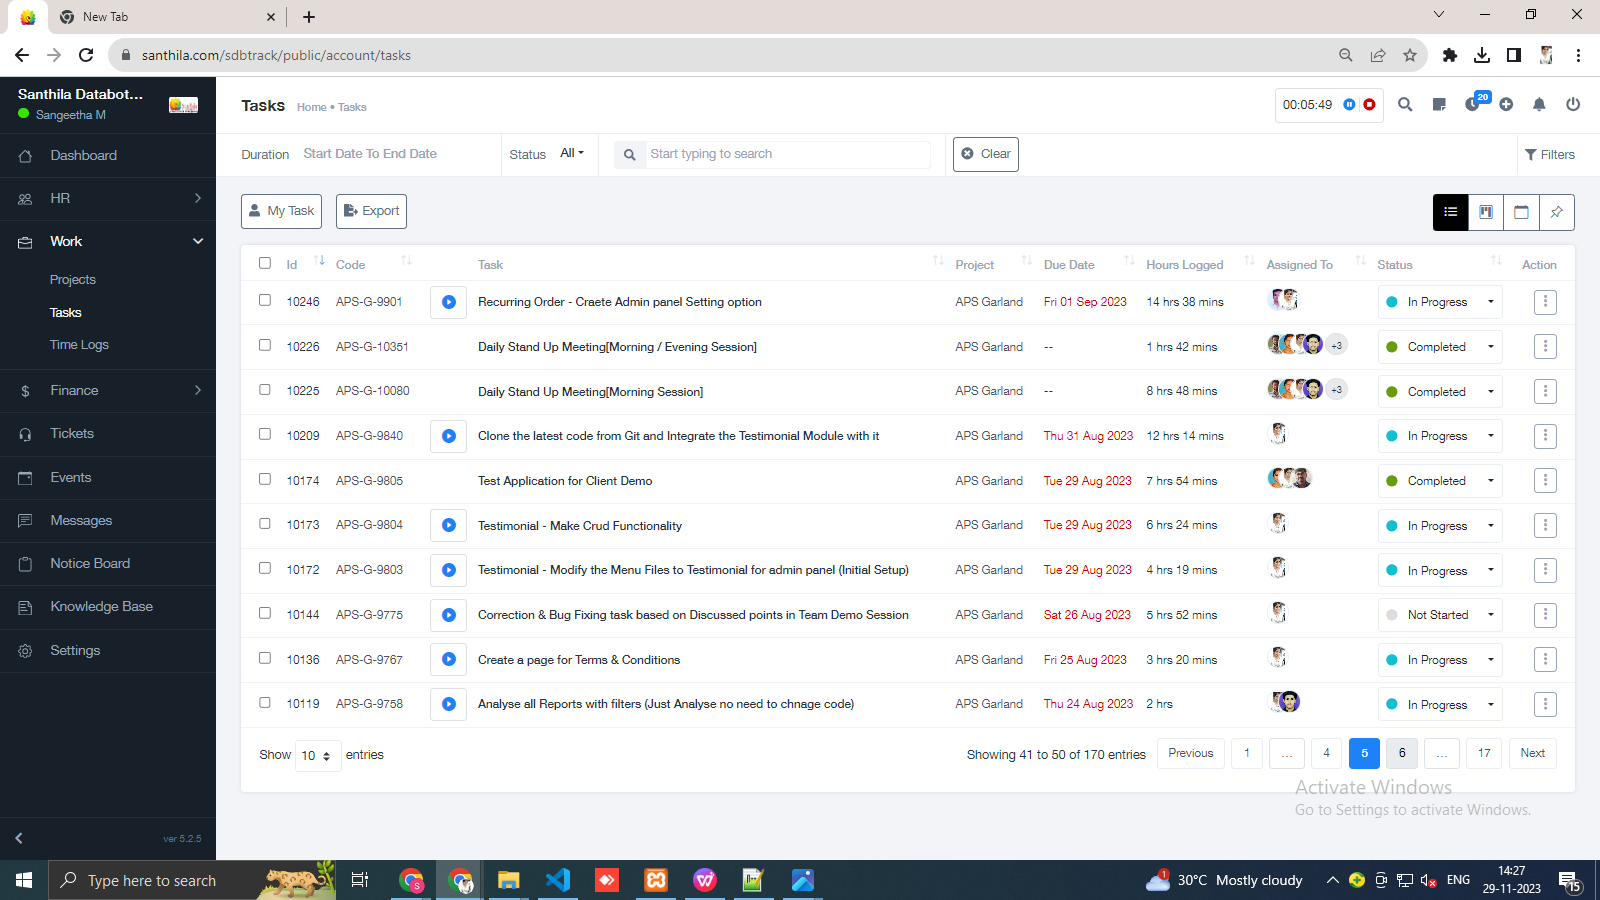 New Tab
santhila.com/sdbtrack/public/account/tasks
Santhila Databot...
Sangeetha M
Tasks Home • Tasks
00:05:49
20
Dashboard
HR
Work
Projects
Tasks
Time Logs
Finance
Tickets
Events
Messages
Notice Board
Knowledge Base
Settings
ver 5.2.5
Duration Start Date To End Date Status All Start typing to search Clear Filters
My Task Export
Id Code Task Project Due Date Hours Logged Assigned To Status Action
10246 APS-G-9901 Recurring Order - Craete Admin panel Setting option APS Garland Fri 01 Sep 2023 14 hrs 38 mins In Progress
10226 APS-G-10351 Daily Stand Up Meeting[Morning / Evening Session] APS Garland -- 1 hrs 42 mins +3 Completed
10225 APS-G-10080 Daily Stand Up Meeting[Morning Session] APS Garland -- 8 hrs 48 mins +3 Completed
10209 APS-G-9840 Clone the latest code from Git and Integrate the Testimonial Module with it APS Garland Thu 31 Aug 2023 12 hrs 14 mins In Progress
10174 APS-G-9805 Test Application for Client Demo APS Garland Tue 29 Aug 2023 7 hrs 54 mins Completed
10173 APS-G-9804 Testimonial - Make Crud Functionality APS Garland Tue 29 Aug 2023 6 hrs 24 mins In Progress
10172 APS-G-9803 Testimonial - Modify the Menu Files to Testimonial for admin panel (Initial Setup) APS Garland Tue 29 Aug 2023 4 hrs 19 mins In Progress
10144 APS-G-9775 Correction & Bug Fixing task based on Discussed points in Team Demo Session APS Garland Sat 26 Aug 2023 5 hrs 52 mins Not Started
10136 APS-G-9767 Create a page for Terms & Conditions APS Garland Fri 25 Aug 2023 3 hrs 20 mins In Progress
10119 APS-G-9758 Analyse all Reports with filters (Just Analyse no need to chnage code) APS Garland Thu 24 Aug 2023 2 hrs In Progress
Show 10 entries Showing 41 to 50 of 170 entries Previous 1 ... 4 5 6 ... 17 Next
Activate Windows
Go to Settings to activate Windows.
Type here to search
1
30°C Mostly cloudy
ENG
14:27
29-11-2023
15